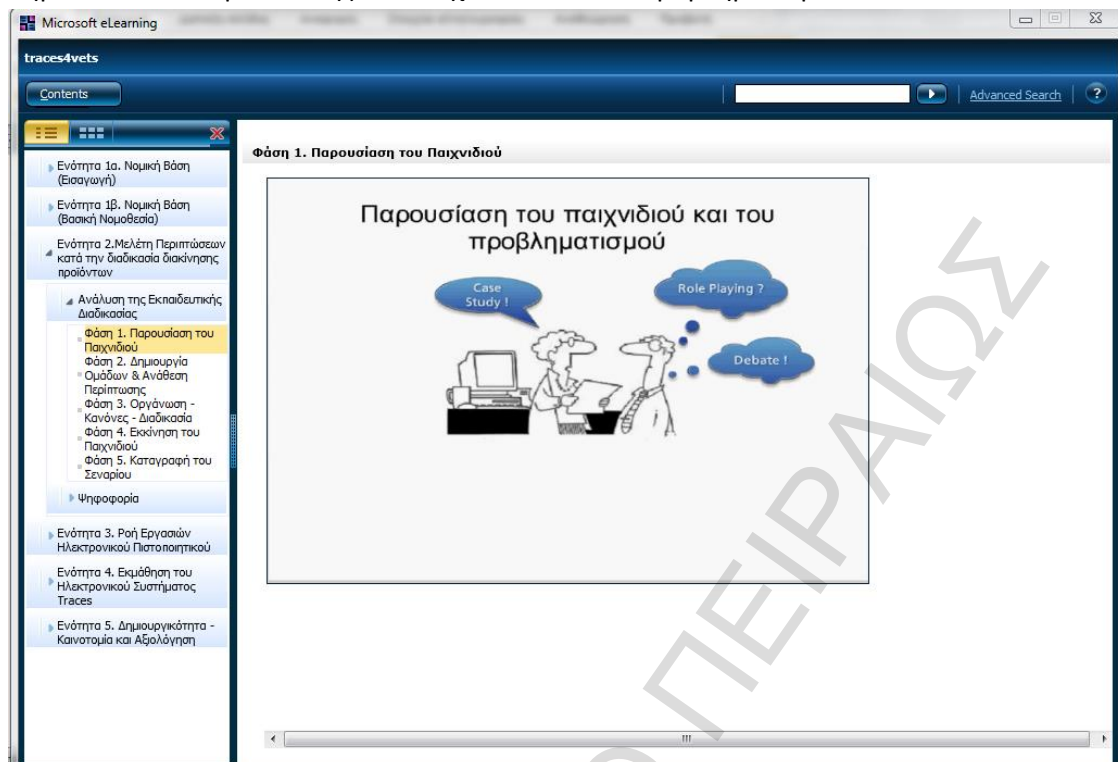 Microsoft eLearning
traces4vets
Contents
Advanced Search
?
Φάση 1. Παρουσίαση του Παιχνιδιού
Ενότητα 1α. Νομική Βάση
(Εισαγωγή)
Ενότητα 1β. Νομική Βάση
(Βασική Νομοθεσία)
Ενότητα 2.Μελέτη Περιπτώσεων
κατά την διαδικασία διακίνησης
προϊόντων
Ανάλυση της Εκπαιδευτικής
Διαδικασίας
Φάση 1. Παρουσίαση του
Παιχνιδιού
Φάση 2. Δημιουργία
Ομάδων & Ανάθεση
Περίπτωσης
Φάση 3. Οργάνωση -
Κανόνες - Διαδικασία
Φάση 4. Εκκίνηση του
Παιχνιδιού
Φάση 5. Καταγραφή του
Σεναρίου
Ψηφοφορία
Ενότητα 3. Ροή Εργασιών
Ηλεκτρονικού Πιστοποιητικού
Ενότητα 4. Εκμάθηση του
Ηλεκτρονικού Συστήματος
Traces
Ενότητα 5. Δημιουργικότητα -
Καινοτομία και Αξιολόγηση
Παρουσίαση του παιχνιδιού και του
προβληματισμού
Case
Study !
Role Playing ?
Debate !
ΠΕΙΡΑΙΩΣ